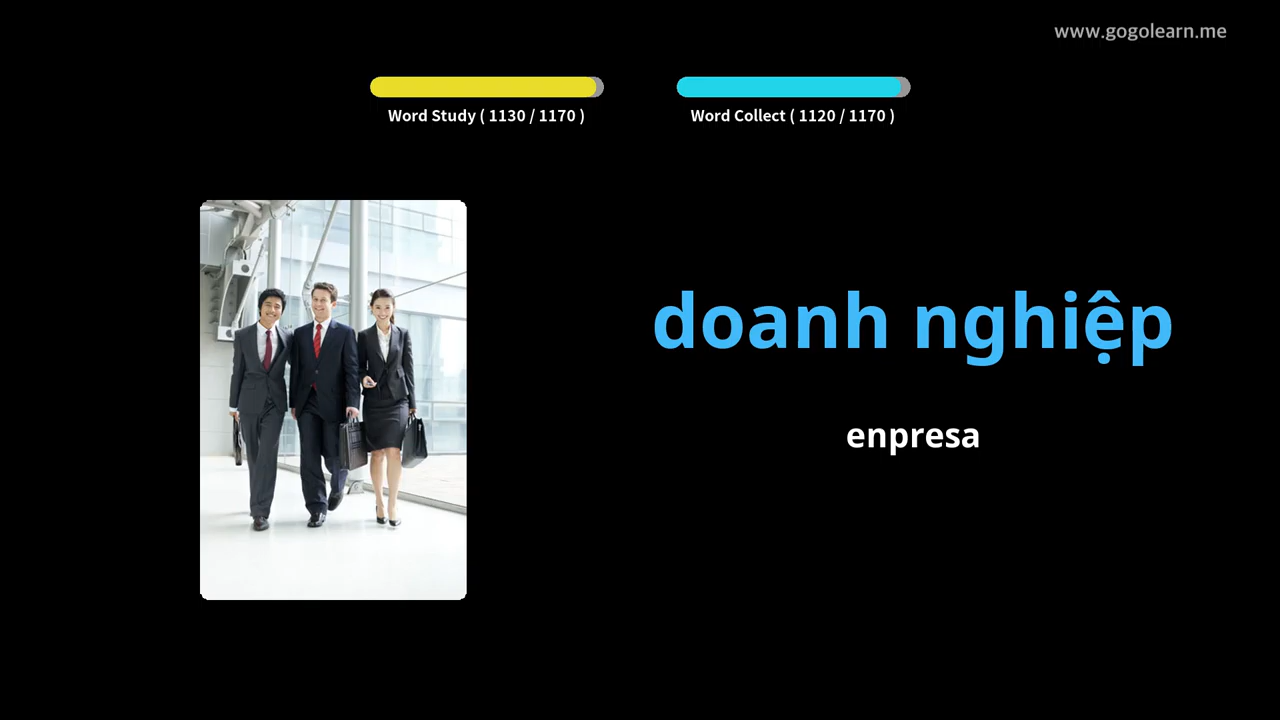 www.gogolearn.me
Word Study ( 1130 / 1170 )
Word Collect ( 1120 / 1170 )
doanh nghiệp
enpresa